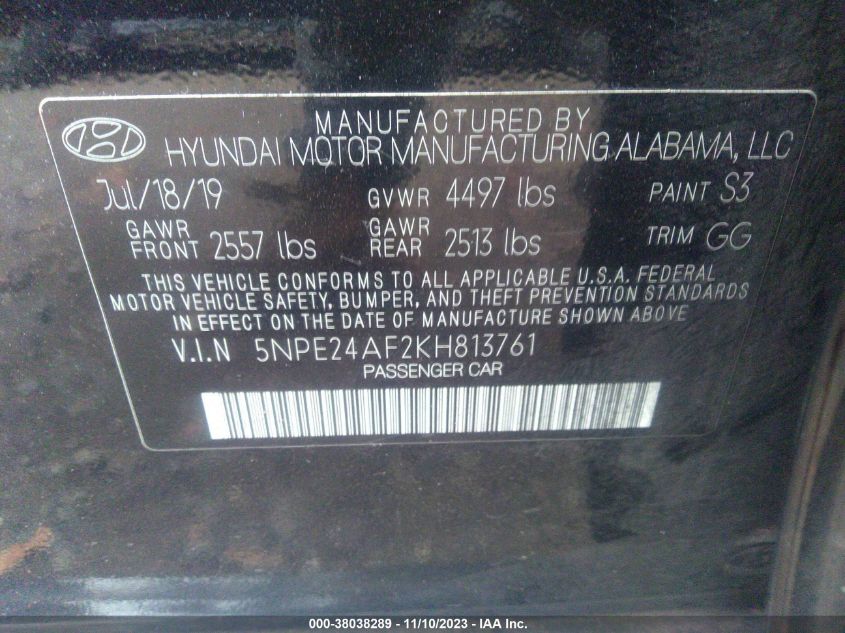 MANUFACTURED BY
HYUNDAI MOTOR MANUFACTURING ALABAMA, LLC
Jul/18/19 GVWR 4497 lbs PAINT S3
GAWR FRONT 2557 lbs GAWR REAR 2513 lbs TRIM GG
THIS VEHICLE CONFORMS TO ALL APPLICABLE U.S.A. FEDERAL
MOTOR VEHICLE SAFETY, BUMPER, AND THEFT PREVENTION STANDARDS
IN EFFECT ON THE DATE OF MANUFACTURE SHOWN ABOVE
V.I.N 5NPE24AF2KH813761
PASSENGER CAR
000-38038289 - 11/10/2023 - IAA Inc.